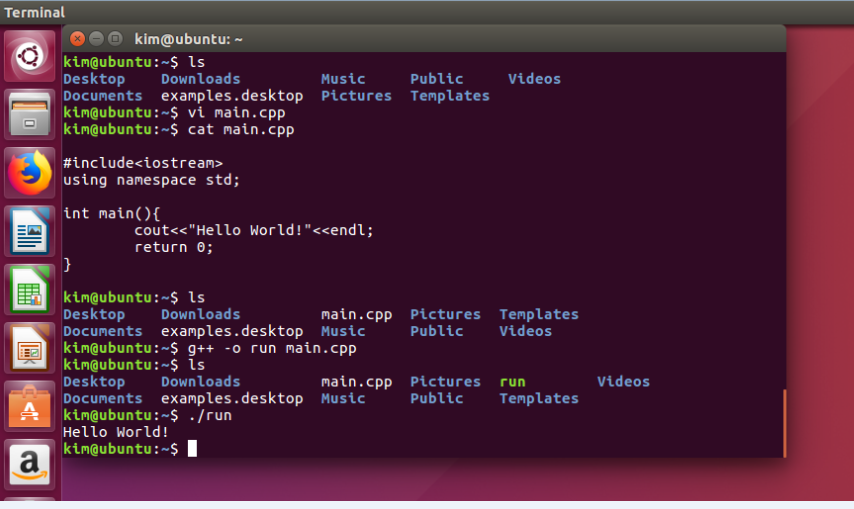 Terminal
kim@ubuntu: ~
kim@ubuntu:~$ ls
Desktop    Downloads         Music     Public     Videos
Documents  examples.desktop  Pictures  Templates
kim@ubuntu:~$ vi main.cpp
kim@ubuntu:~$ cat main.cpp
#include<iostream>
using namespace std;
int main(){
        cout<<"Hello World!"<<endl;
        return 0;
}
kim@ubuntu:~$ ls
Desktop    Downloads         main.cpp  Pictures  Templates
Documents  examples.desktop  Music     Public    Videos
kim@ubuntu:~$ g++ -o run main.cpp
kim@ubuntu:~$ ls
Desktop    Downloads         main.cpp  Pictures  run        Videos
Documents  examples.desktop  Music     Public    Templates
kim@ubuntu:~$ ./run
Hello World!
kim@ubuntu:~$